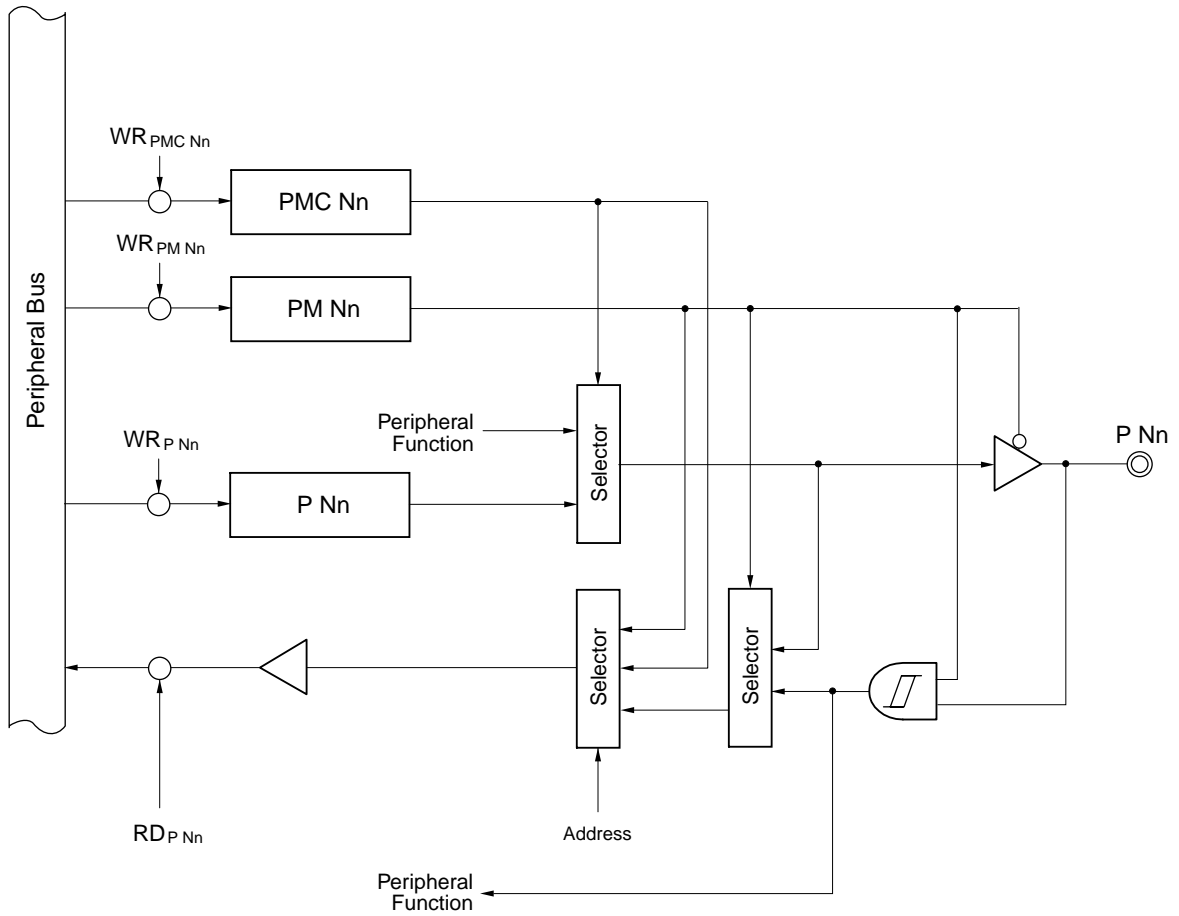 WR PMC Nn
PMC Nn
WR PM Nn
PM Nn
Peripheral Bus
Peripheral
Function
Selector
WR P Nn
P Nn
P Nn
Selector
Selector
RD P Nn
Address
Peripheral
Function